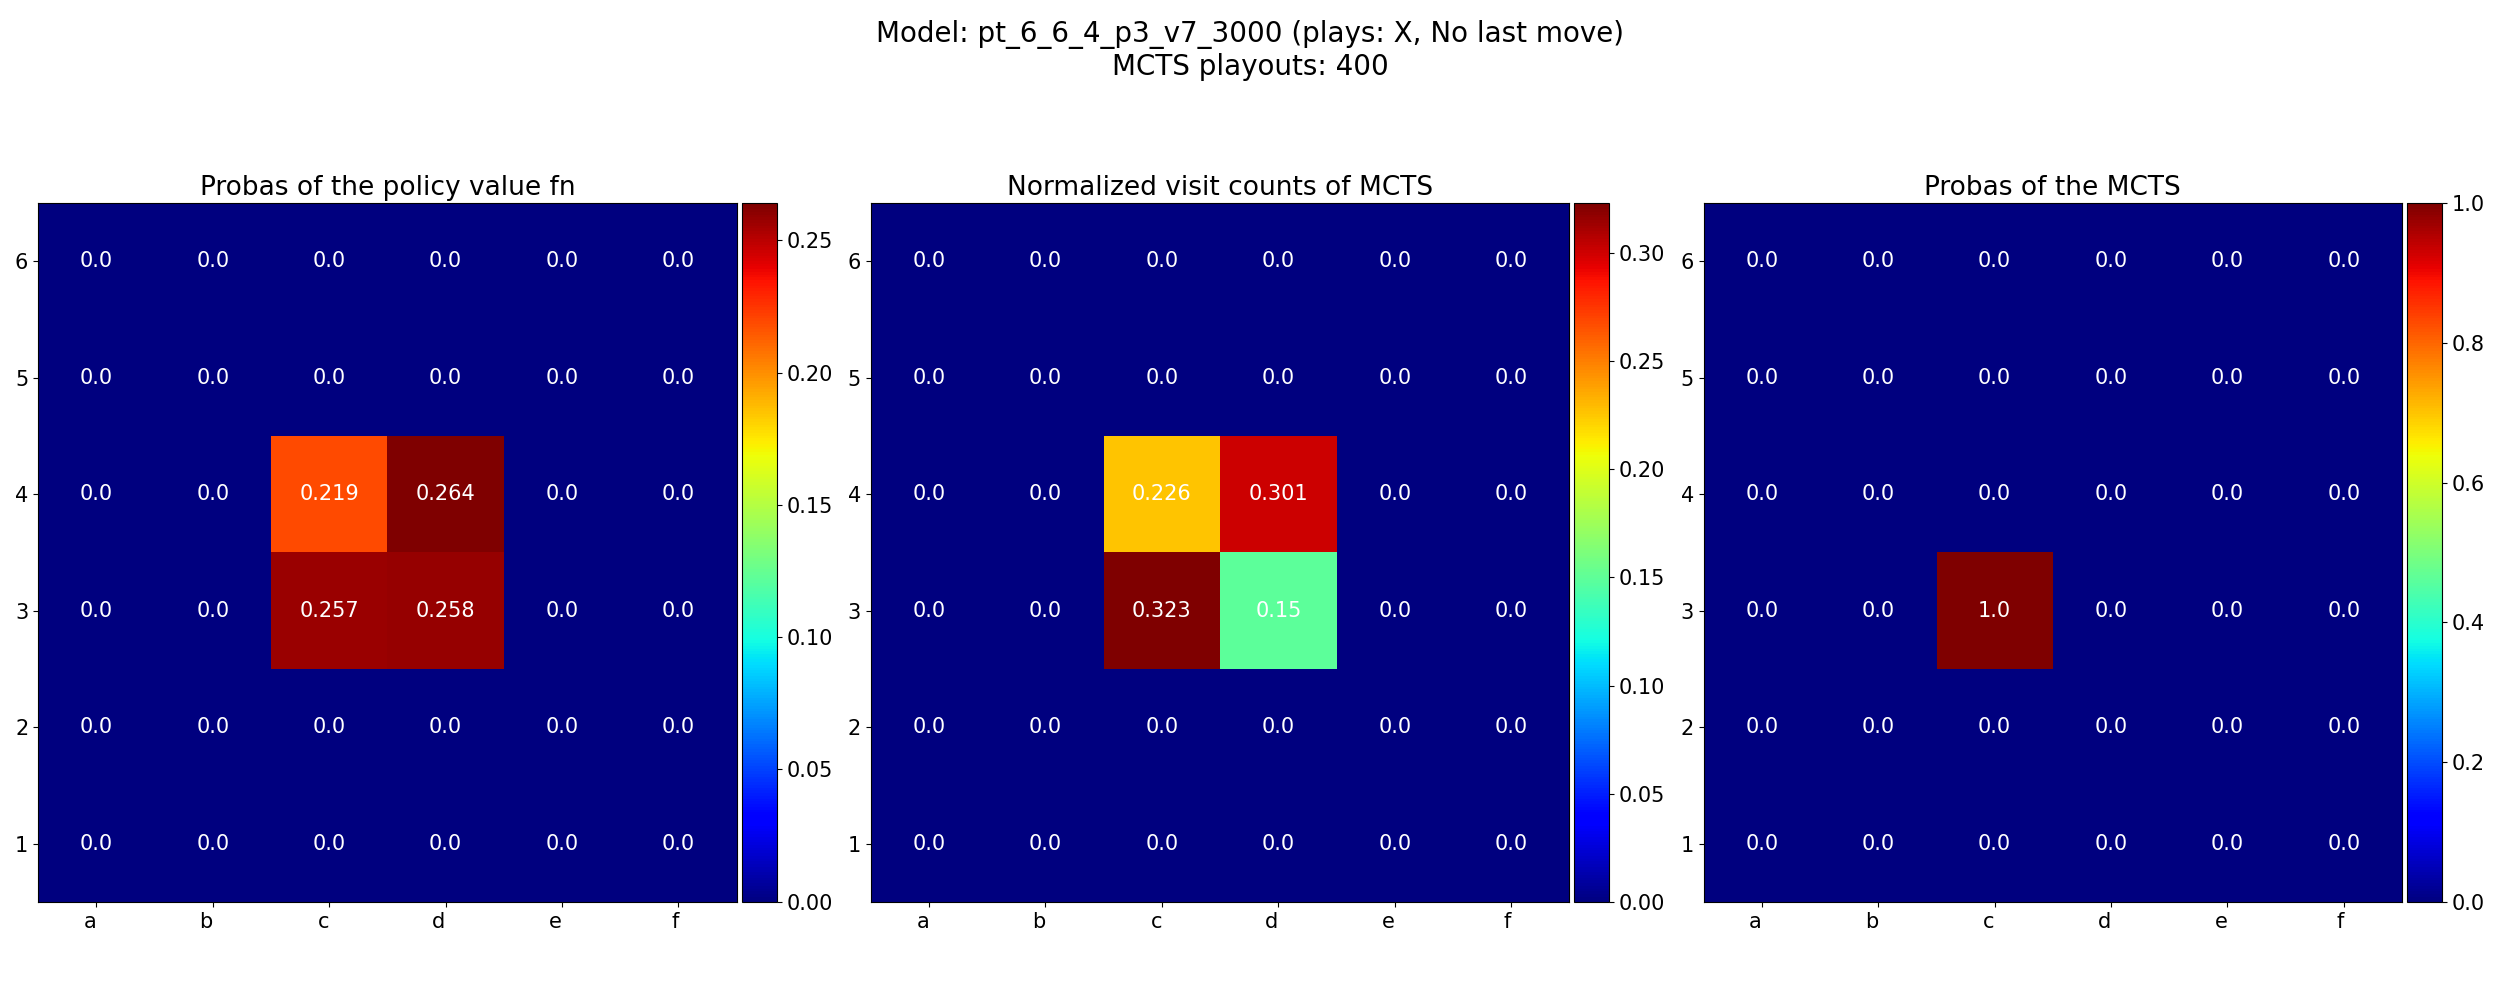 Model: pt_6_6_4_p3_v7_3000 (plays: X, No last move)
MCTS playouts: 400
Probas of the policy value fn
6 0.0 0.0 0.0 0.0 0.0 0.0
5 0.0 0.0 0.0 0.0 0.0 0.0
4 0.0 0.0 0.219 0.264 0.0 0.0
3 0.0 0.0 0.257 0.258 0.0 0.0
2 0.0 0.0 0.0 0.0 0.0 0.0
1 0.0 0.0 0.0 0.0 0.0 0.0
a b c d e f
0.25
0.20
0.15
0.10
0.05
0.00
Normalized visit counts of MCTS
6 0.0 0.0 0.0 0.0 0.0 0.0
5 0.0 0.0 0.0 0.0 0.0 0.0
4 0.0 0.0 0.226 0.301 0.0 0.0
3 0.0 0.0 0.323 0.15 0.0 0.0
2 0.0 0.0 0.0 0.0 0.0 0.0
1 0.0 0.0 0.0 0.0 0.0 0.0
a b c d e f
0.30
0.25
0.20
0.15
0.10
0.05
0.00
Probas of the MCTS
6 0.0 0.0 0.0 0.0 0.0 0.0
5 0.0 0.0 0.0 0.0 0.0 0.0
4 0.0 0.0 0.0 0.0 0.0 0.0
3 0.0 0.0 1.0 0.0 0.0 0.0
2 0.0 0.0 0.0 0.0 0.0 0.0
1 0.0 0.0 0.0 0.0 0.0 0.0
a b c d e f
1.0
0.8
0.6
0.4
0.2
0.0